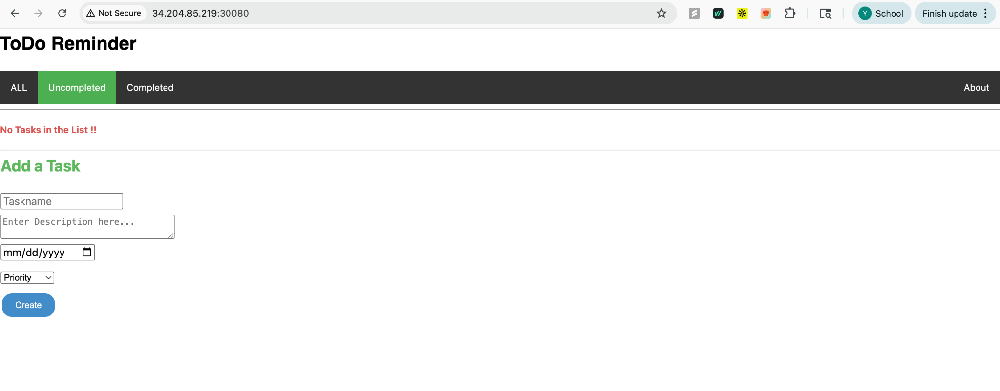 Not Secure 34.204.85.219:30080 Y School Finish update
ToDo Reminder
ALL Uncompleted Completed About
No Tasks in the List !!
Add a Task
Taskname
Enter Description here...
mm/dd/yyyy
Priority
Create